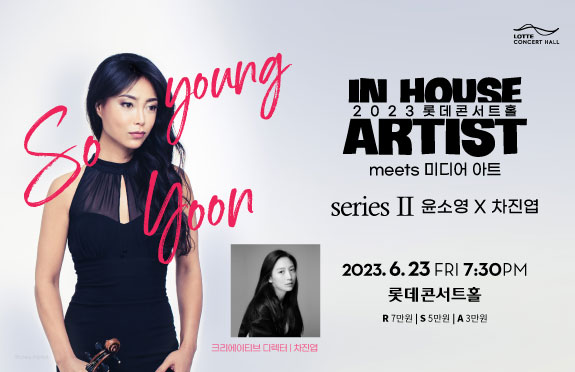 LOTTE
CONCERT HALL
So young
Yoon
IN HOUSE
2023 롯데콘서트홀
ARTIST
meets 미디어 아트
series II 윤소영 X 차진엽
2023. 6. 23 FRI 7:30PM
롯데콘서트홀
R 7만원 | S 5만원 | A 3만원
크리에이티브 디렉터 | 차진엽